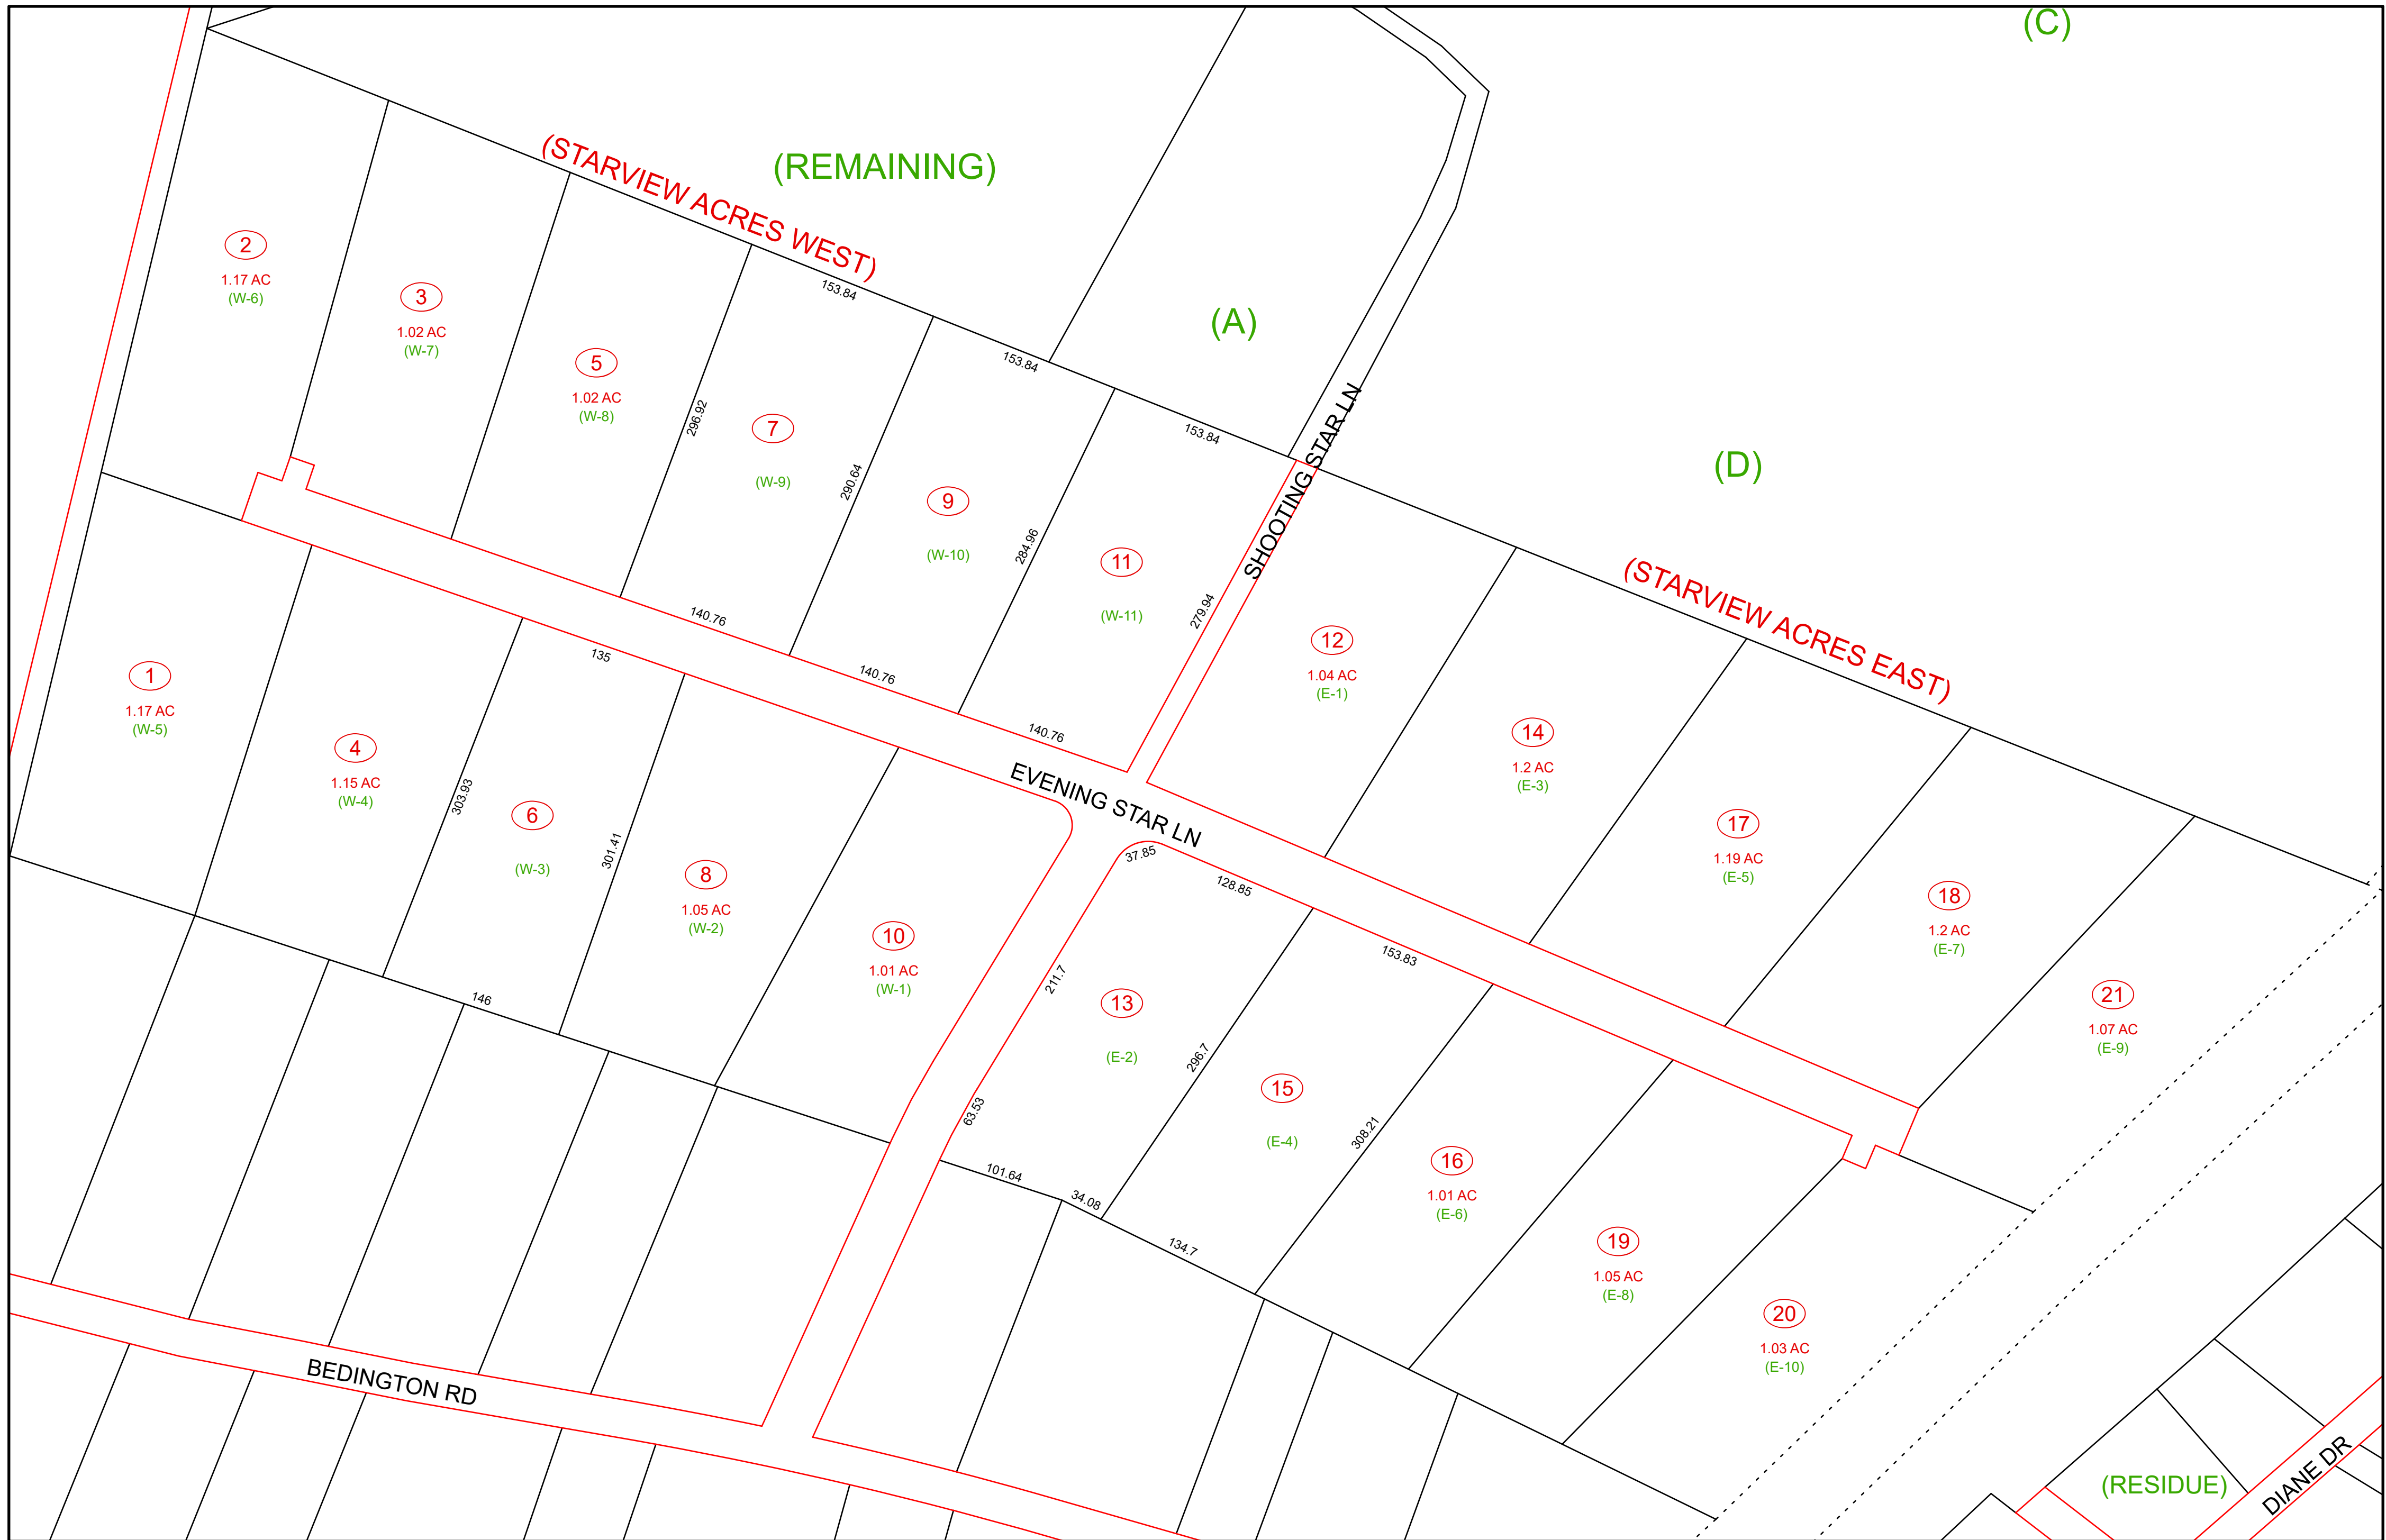 (C)
(STARVIEW ACRES WEST)
(REMAINING)
2
1.17 AC
(W-6)
3
1.02 AC
(W-7)
5
1.02 AC
(W-8)
296.92
7
(W-9)
153.84
290.64
9
(W-10)
153.84
284.96
11
(W-11)
153.84
279.94
(A)
SHOOTING STAR LN
(D)
(STARVIEW ACRES EAST)
140.76
140.76
140.76
135
1
1.17 AC
(W-5)
4
1.15 AC
(W-4)
303.93
6
(W-3)
301.41
8
1.05 AC
(W-2)
10
1.01 AC
(W-1)
146
EVENING STAR LN
12
1.04 AC
(E-1)
14
1.2 AC
(E-3)
17
1.19 AC
(E-5)
18
1.2 AC
(E-7)
21
1.07 AC
(E-9)
37.85
128.85
153.83
211.7
63.53
13
(E-2)
296.7
15
(E-4)
308.21
16
1.01 AC
(E-6)
19
1.05 AC
(E-8)
20
1.03 AC
(E-10)
101.64
34.08
134.7
BEDINGTON RD
(RESIDUE)
DIANE DR